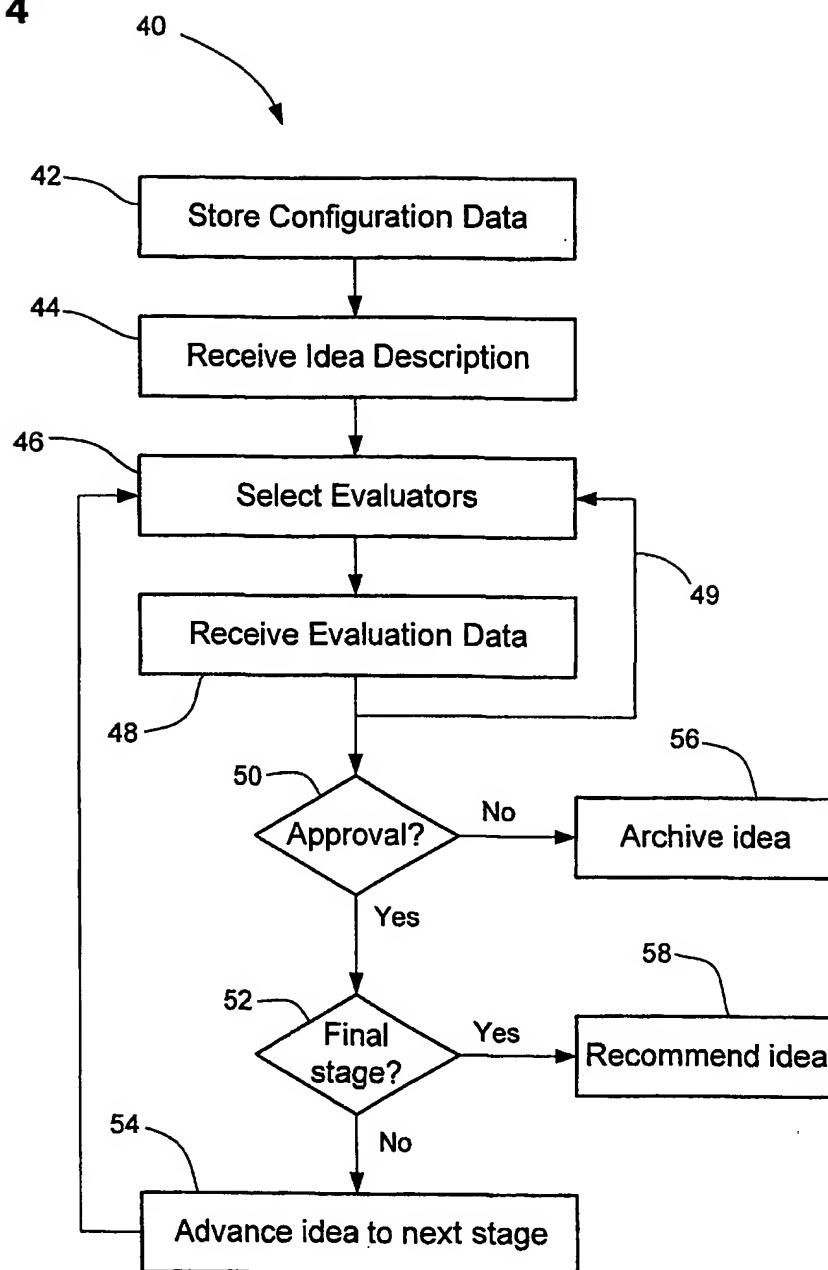 4
40
42
Store Configuration Data
44
Receive Idea Description
46
Select Evaluators
49
Receive Evaluation Data
48
50
Approval?
No
56
Archive idea
Yes
52
Final
stage?
Yes
58
Recommend idea
No
54
Advance idea to next stage